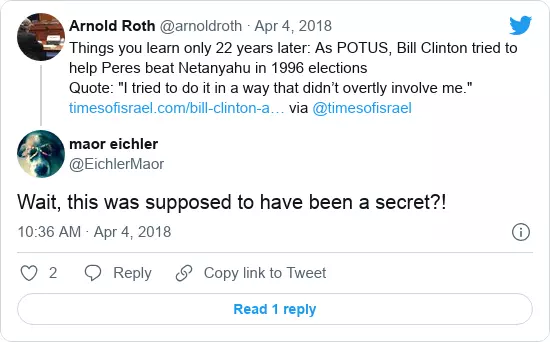 Arnold Roth @arnoldroth · Apr 4, 2018
Things you learn only 22 years later: As POTUS, Bill Clinton tried to
help Peres beat Netanyahu in 1996 elections
Quote: "I tried to do it in a way that didn’t overtly involve me."
timesofisrael.com/bill-clinton-a… via @timesofisrael
maor eichler
@EichlerMaor
Wait, this was supposed to have been a secret?!
10:36 AM · Apr 4, 2018
2 Reply Copy link to Tweet
Read 1 reply